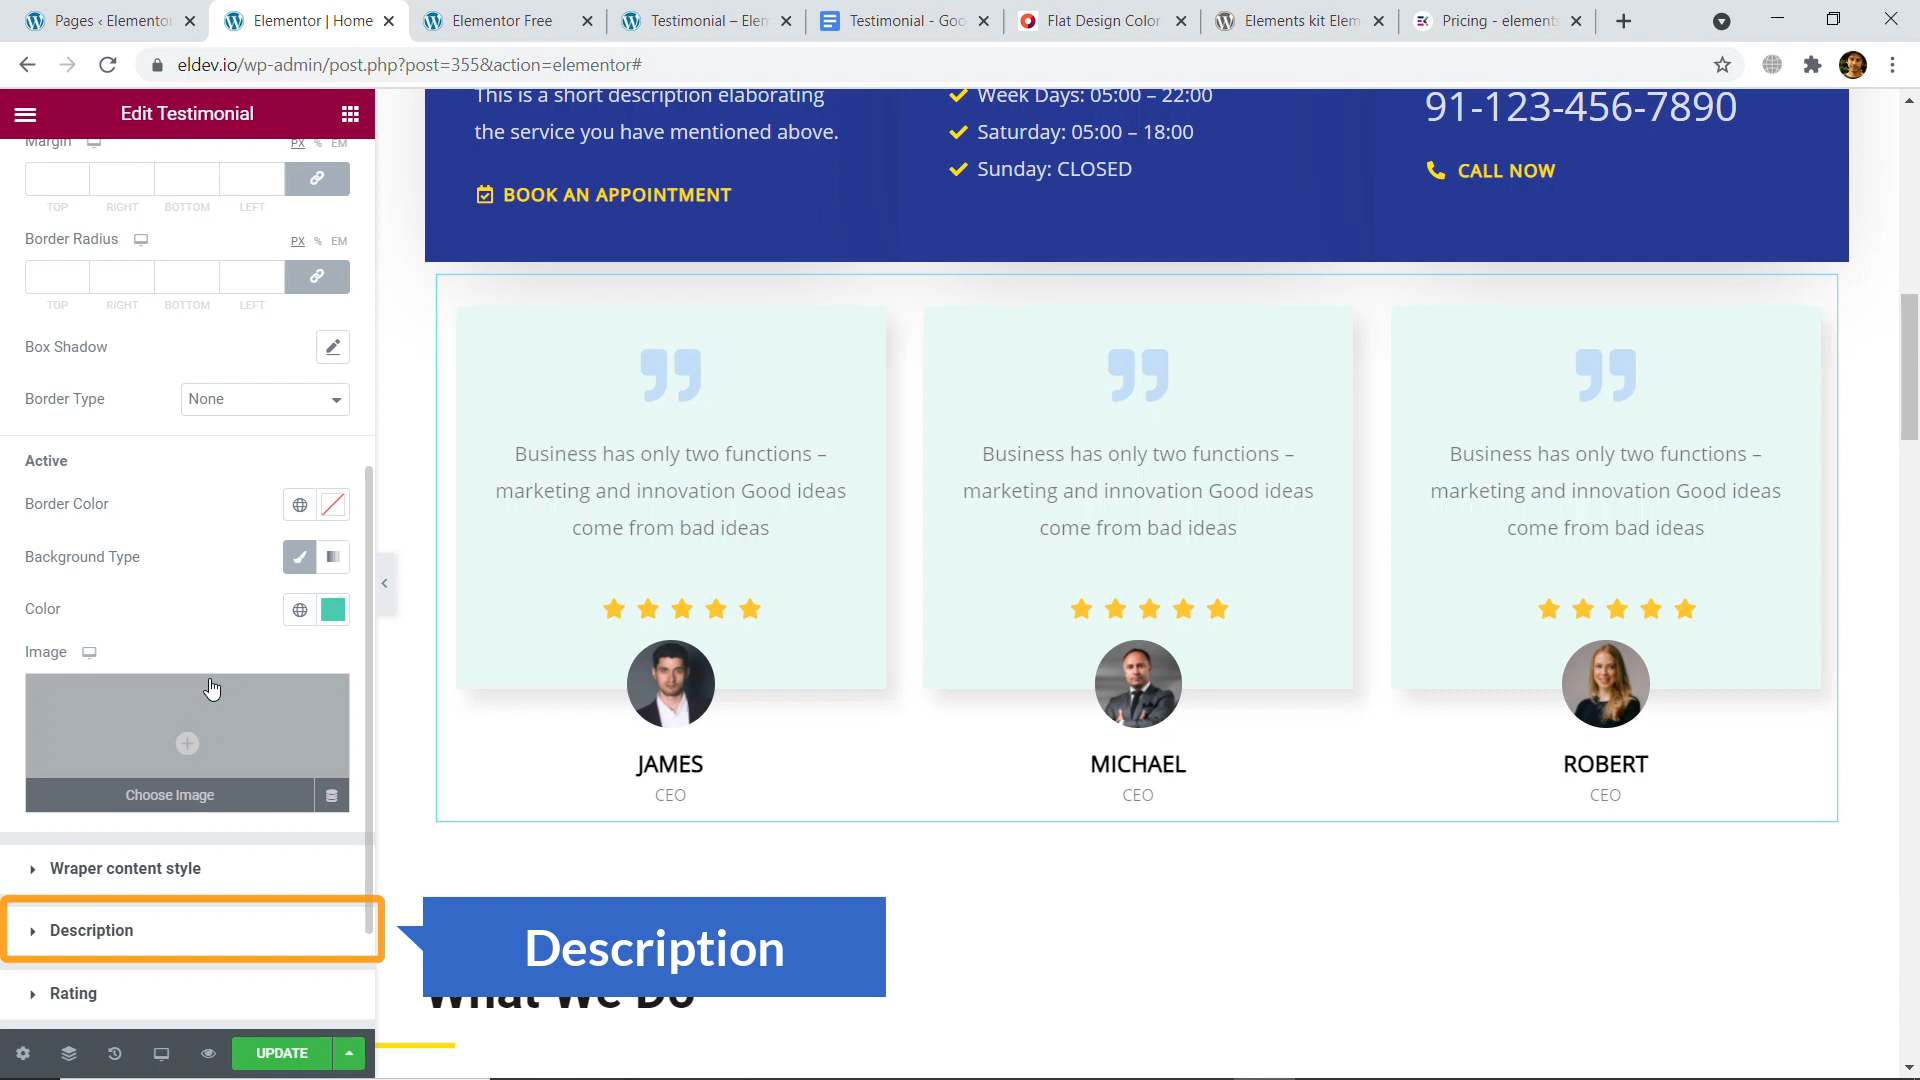 Pages ‹ Elementor
Elementor | Home
Elementor Free
Testimonial – Elem
Testimonial - Goo
Flat Design Color
Elements kit Elem
Pricing - elements
eldev.io/wp-admin/post.php?post=355&action=elementor#
Edit Testimonial
Margin
PX % EM
TOP RIGHT BOTTOM LEFT
Border Radius
PX % EM
TOP RIGHT BOTTOM LEFT
Box Shadow
Border Type
None
Active
Border Color
Background Type
Color
Image
Choose Image
Wraper content style
Description
Rating
UPDATE
This is a short description elaborating
the service you have mentioned above.
BOOK AN APPOINTMENT
Week Days: 05:00 – 22:00
Saturday: 05:00 – 18:00
Sunday: CLOSED
91-123-456-7890
CALL NOW
Business has only two functions –
marketing and innovation Good ideas
come from bad ideas
JAMES
CEO
Business has only two functions –
marketing and innovation Good ideas
come from bad ideas
MICHAEL
CEO
Business has only two functions –
marketing and innovation Good ideas
come from bad ideas
ROBERT
CEO
Description
What We Do